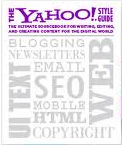 THE YAHOO! STYLE GUIDE
THE ULTIMATE SOURCEBOOK FOR WRITING, EDITING,
AND CREATING CONTENT FOR THE DIGITAL WORLD
BLOGGING
NEWSLETTERS
EMAIL
SEO
MOBILE
WEB
UI TEXT
COPYRIGHT